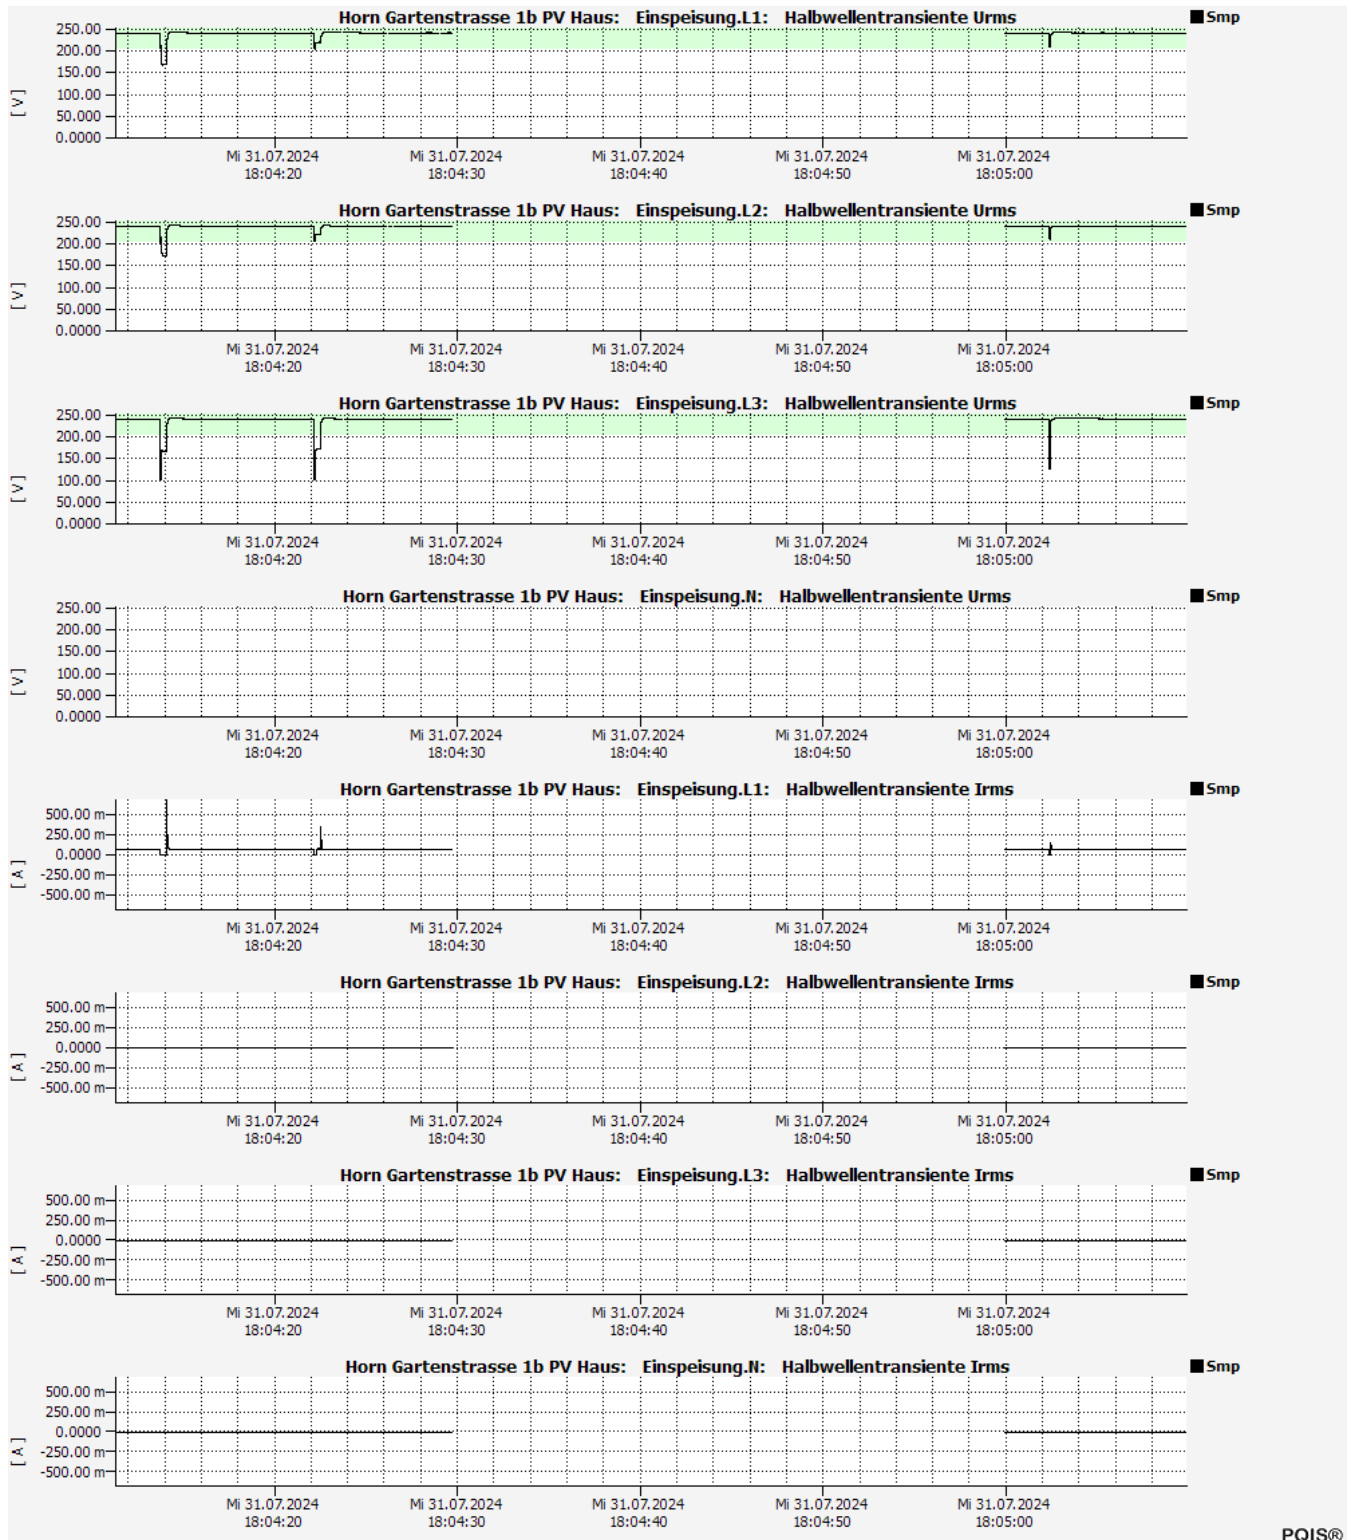 Horn Gartenstrasse 1b PV Haus: Einspeisung.L1: Halbwellentransiente Urms
Smp
250.00
200.00
150.00
100.00
50.000
0.0000
[ V ]
Mi 31.07.2024 Mi 31.07.2024 Mi 31.07.2024 Mi 31.07.2024 Mi 31.07.2024
18:04:20 18:04:30 18:04:40 18:04:50 18:05:00
Horn Gartenstrasse 1b PV Haus: Einspeisung.L2: Halbwellentransiente Urms
Smp
250.00
200.00
150.00
100.00
50.000
0.0000
[ V ]
Mi 31.07.2024 Mi 31.07.2024 Mi 31.07.2024 Mi 31.07.2024 Mi 31.07.2024
18:04:20 18:04:30 18:04:40 18:04:50 18:05:00
Horn Gartenstrasse 1b PV Haus: Einspeisung.L3: Halbwellentransiente Urms
Smp
250.00
200.00
150.00
100.00
50.000
0.0000
[ V ]
Mi 31.07.2024 Mi 31.07.2024 Mi 31.07.2024 Mi 31.07.2024 Mi 31.07.2024
18:04:20 18:04:30 18:04:40 18:04:50 18:05:00
Horn Gartenstrasse 1b PV Haus: Einspeisung.N: Halbwellentransiente Urms
Smp
250.00
200.00
150.00
100.00
50.000
0.0000
[ V ]
Mi 31.07.2024 Mi 31.07.2024 Mi 31.07.2024 Mi 31.07.2024 Mi 31.07.2024
18:04:20 18:04:30 18:04:40 18:04:50 18:05:00
Horn Gartenstrasse 1b PV Haus: Einspeisung.L1: Halbwellentransiente Irms
Smp
500.00 m
250.00 m
0.0000
-250.00 m
-500.00 m
[ A ]
Mi 31.07.2024 Mi 31.07.2024 Mi 31.07.2024 Mi 31.07.2024 Mi 31.07.2024
18:04:20 18:04:30 18:04:40 18:04:50 18:05:00
Horn Gartenstrasse 1b PV Haus: Einspeisung.L2: Halbwellentransiente Irms
Smp
500.00 m
250.00 m
0.0000
-250.00 m
-500.00 m
[ A ]
Mi 31.07.2024 Mi 31.07.2024 Mi 31.07.2024 Mi 31.07.2024 Mi 31.07.2024
18:04:20 18:04:30 18:04:40 18:04:50 18:05:00
Horn Gartenstrasse 1b PV Haus: Einspeisung.L3: Halbwellentransiente Irms
Smp
500.00 m
250.00 m
0.0000
-250.00 m
-500.00 m
[ A ]
Mi 31.07.2024 Mi 31.07.2024 Mi 31.07.2024 Mi 31.07.2024 Mi 31.07.2024
18:04:20 18:04:30 18:04:40 18:04:50 18:05:00
Horn Gartenstrasse 1b PV Haus: Einspeisung.N: Halbwellentransiente Irms
Smp
500.00 m
250.00 m
0.0000
-250.00 m
-500.00 m
[ A ]
Mi 31.07.2024 Mi 31.07.2024 Mi 31.07.2024 Mi 31.07.2024 Mi 31.07.2024
18:04:20 18:04:30 18:04:40 18:04:50 18:05:00
PQIS®